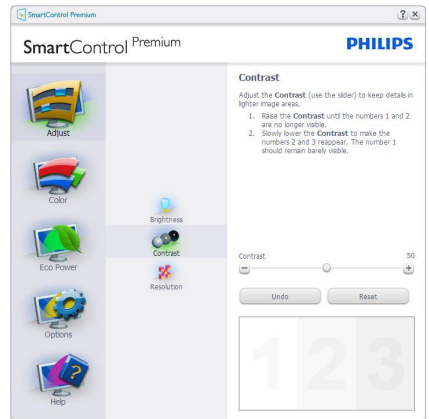 SmartControl Premium
? ×
SmartControl Premium
PHILIPS
Adjust
Color
Eco Power
Options
Help
Brightness
Contrast
Resolution
Contrast
Adjust the Contrast (use the slider) to keep details in
lighter image areas.
1. Raise the Contrast until the numbers 1 and 2
are no longer visible.
2. Slowly lower the Contrast to make the
numbers 2 and 3 reappear. The number 1
should remain barely visible.
Contrast 50
Undo Reset
1 2 3